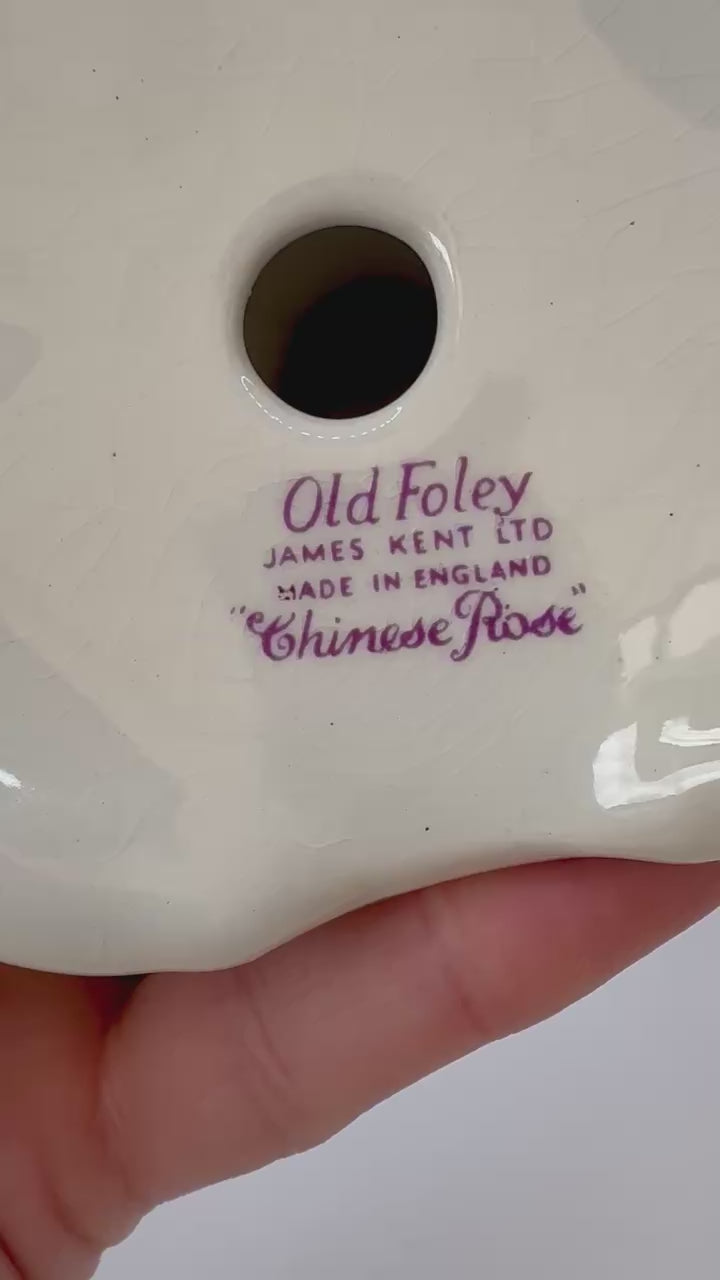 Old Foley
JAMES KENT LTD
MADE IN ENGLAND
"Chinese Rose"